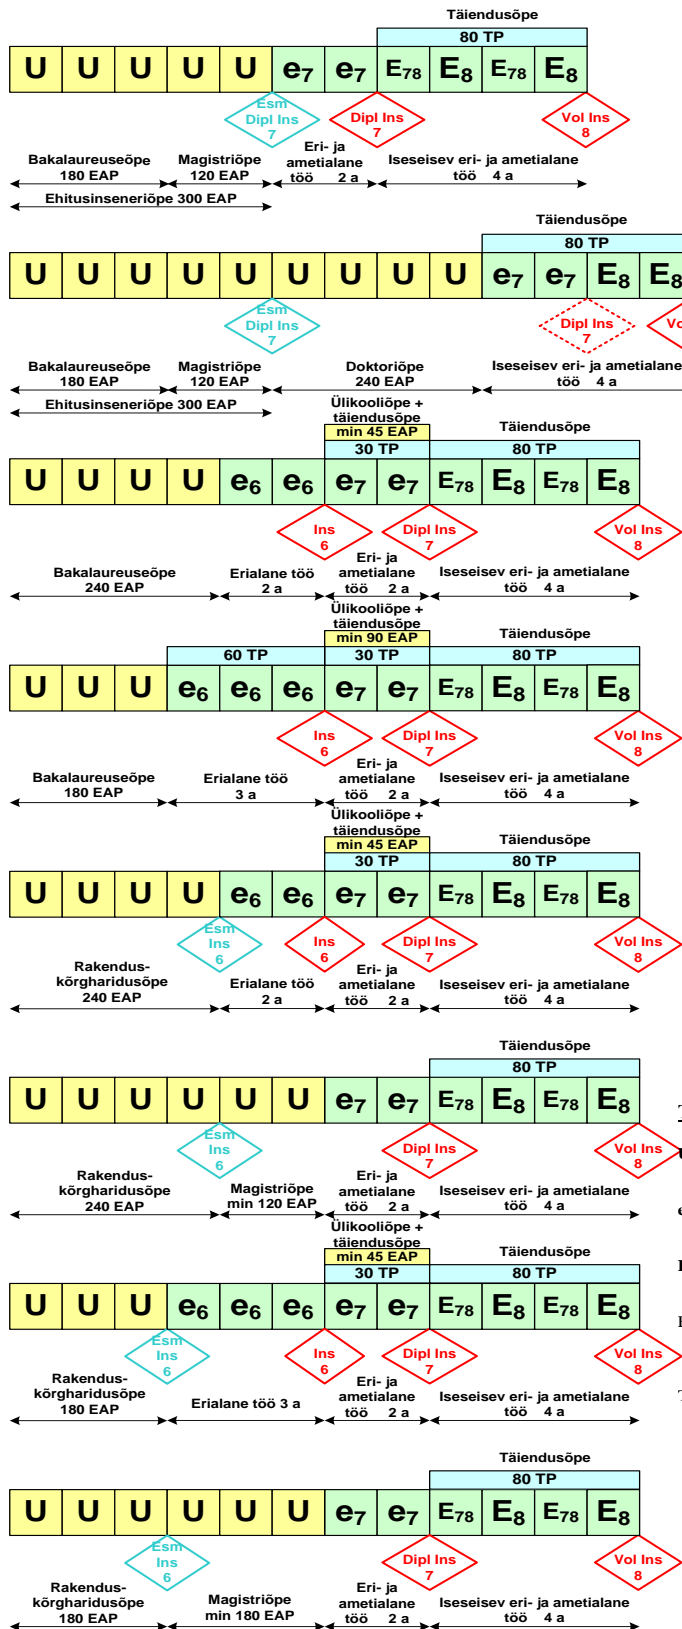 Täiendusõpe
80 TP
U U U U U e7 e7 E78 E8 E78 E8
Esm Dipl Ins 7
Dipl Ins 7
Vol Ins 8
Bakalaureuseõpe 180 EAP
Magistriõpe 120 EAP
Eri- ja ametialane töö 2 a
Iseseisev eri- ja ametialane töö 4 a
Ehitusinseneriõpe 300 EAP
Täiendusõpe
80 TP
U U U U U U U U U e7 e7 E8 E8
Esm Dipl Ins 7
Dipl Ins 7
Bakalaureuseõpe 180 EAP
Magistriõpe 120 EAP
Doktoriõpe 240 EAP
Iseseisev eri- ja ametialane töö 4 a
Ehitusinseneriõpe 300 EAP
Ülikooliõpe + täiendusõpe
min 45 EAP
Täiendusõpe
30 TP
80 TP
U U U U e6 e6 e7 e7 E78 E8 E78 E8
Ins 6
Dipl Ins 7
Vol Ins 8
Bakalaureuseõpe 240 EAP
Erialane töö 2 a
Eri- ja ametialane töö 2 a
Iseseisev eri- ja ametialane töö 4 a
Ülikooliõpe + täiendusõpe
min 90 EAP
Täiendusõpe
60 TP
30 TP
80 TP
U U U e6 e6 e6 e7 e7 E78 E8 E78 E8
Ins 6
Dipl Ins 7
Vol Ins 8
Bakalaureuseõpe 180 EAP
Erialane töö 3 a
Eri- ja ametialane töö 2 a
Iseseisev eri- ja ametialane töö 4 a
Ülikooliõpe + täiendusõpe
min 45 EAP
Täiendusõpe
30 TP
80 TP
U U U U e6 e6 e7 e7 E78 E8 E78 E8
Esm Ins 6
Ins 6
Dipl Ins 7
Vol Ins 8
Rakendus-kõrgharidusõpe 240 EAP
Erialane töö 2 a
Eri- ja ametialane töö 2 a
Iseseisev eri- ja ametialane töö 4 a
Täiendusõpe
80 TP
U U U U U U e7 e7 E78 E8 E78 E8
Esm Ins 6
Dipl Ins 7
Vol Ins 8
Rakendus-kõrgharidusõpe 240 EAP
Magistriõpe min 120 EAP
Eri- ja ametialane töö 2 a
Iseseisev eri- ja ametialane töö 4 a
Ülikooliõpe + täiendusõpe
min 45 EAP
Täiendusõpe
30 TP
80 TP
U U U e6 e6 e6 e7 e7 E78 E8 E78 E8
Esm Ins 6
Ins 6
Dipl Ins 7
Vol Ins 8
Rakendus-kõrgharidusõpe 180 EAP
Erialane töö 3 a
Eri- ja ametialane töö 2 a
Iseseisev eri- ja ametialane töö 4 a
Täiendusõpe
80 TP
U U U U U U e7 e7 E78 E8 E78 E8
Esm Ins 6
Dipl Ins 7
Vol Ins 8
Rakendus-kõrgharidusõpe 180 EAP
Magistriõpe min 180 EAP
Eri- ja ametialane töö 2 a
Iseseisev eri- ja ametialane töö 4 a